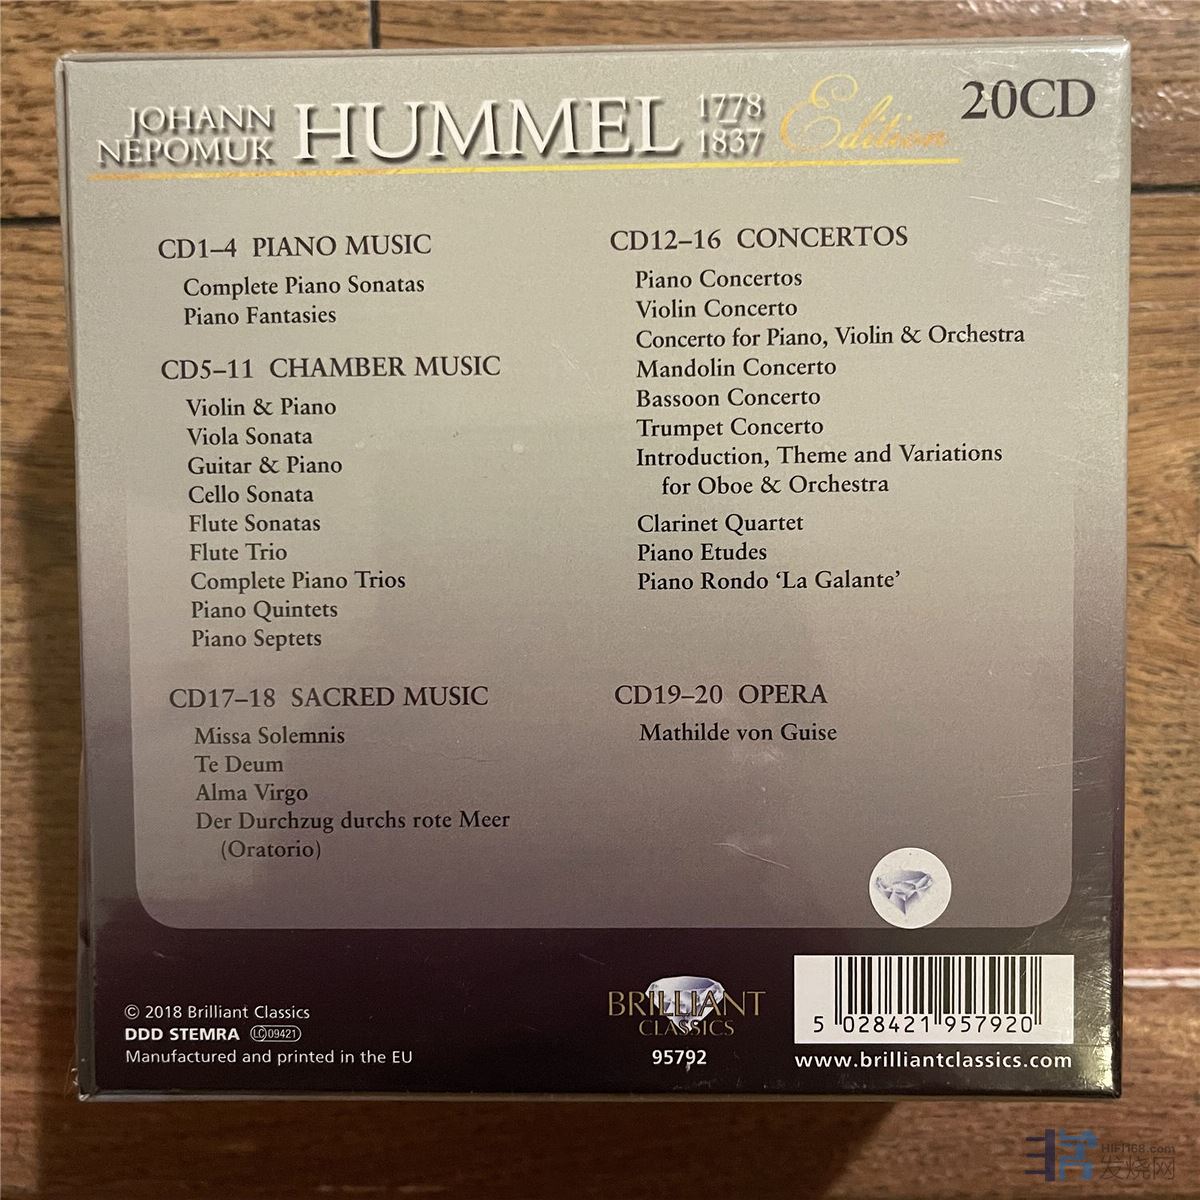 JOHANN
NEPOMUK
HUMMEL
1778
1837
Edition
20CD
CD1–4 PIANO MUSIC
Complete Piano Sonatas
Piano Fantasies
CD5–11 CHAMBER MUSIC
Violin & Piano
Viola Sonata
Guitar & Piano
Cello Sonata
Flute Sonatas
Flute Trio
Complete Piano Trios
Piano Quintets
Piano Septets
CD12–16 CONCERTOS
Piano Concertos
Violin Concerto
Concerto for Piano, Violin & Orchestra
Mandolin Concerto
Bassoon Concerto
Trumpet Concerto
Introduction, Theme and Variations
for Oboe & Orchestra
Clarinet Quartet
Piano Etudes
Piano Rondo ‘La Galante’
CD17–18 SACRED MUSIC
Missa Solemnis
Te Deum
Alma Virgo
Der Durchzug durchs rote Meer
(Oratorio)
CD19–20 OPERA
Mathilde von Guise
© 2018 Brilliant Classics
DDD STEMRA LC 09421
Manufactured and printed in the EU
BRILLIANT
CLASSICS
95792
5 028421 957920
www.brilliantclassics.com
HIFI168.com
发烧网